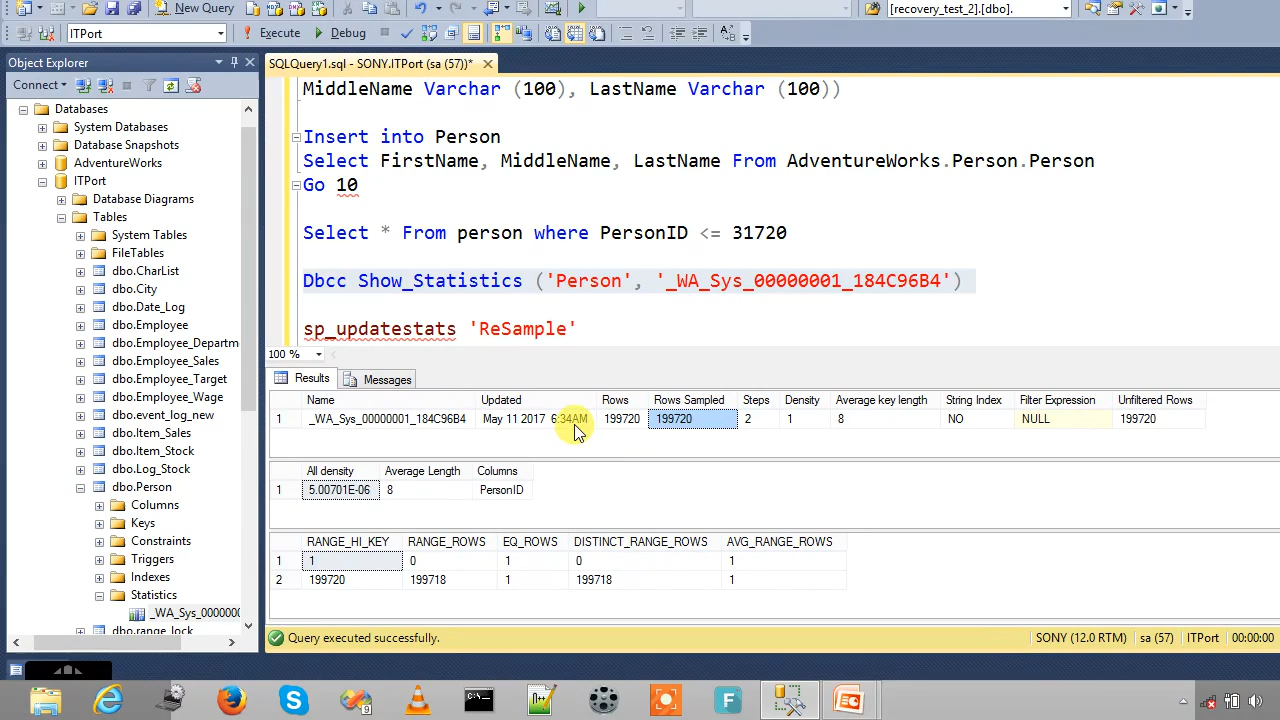 New Query
[recovery_test_2].[dbo].
ITPort
Execute
Debug
Object Explorer
SQLQuery1.sql - SONY.ITPort (sa (57))*
Connect
Databases
System Databases
Database Snapshots
AdventureWorks
ITPort
Database Diagrams
Tables
System Tables
FileTables
dbo.CharList
dbo.City
dbo.Date_Log
dbo.Employee
dbo.Employee_Departm
dbo.Employee_Sales
dbo.Employee_Target
dbo.Employee_Wage
dbo.event_log_new
dbo.Item_Sales
dbo.Item_Stock
dbo.Log_Stock
dbo.Person
Columns
Keys
Constraints
Triggers
Indexes
Statistics
_WA_Sys_0000000
dbo.range_lock
MiddleName Varchar (100), LastName Varchar (100))
Insert into Person
Select FirstName, MiddleName, LastName From AdventureWorks.Person.Person
Go 10
Select * From person where PersonID <= 31720
Dbcc Show_Statistics ('Person', '_WA_Sys_00000001_184C96B4')
sp_updatestats 'ReSample'
100 %
Results Messages
Name Updated Rows Rows Sampled Steps Density Average key length String Index Filter Expression Unfiltered Rows
1 _WA_Sys_00000001_184C96B4 May 11 2017 6:34AM 199720 199720 2 1 8 NO NULL 199720
All density Average Length Columns
1 5.00701E-06 8 PersonID
RANGE_HI_KEY RANGE_ROWS EQ_ROWS DISTINCT_RANGE_ROWS AVG_RANGE_ROWS
1 1 0 1 0 1
2 199720 199718 1 199718 1
Query executed successfully.
SONY (12.0 RTM) sa (57) ITPort 00:00:00